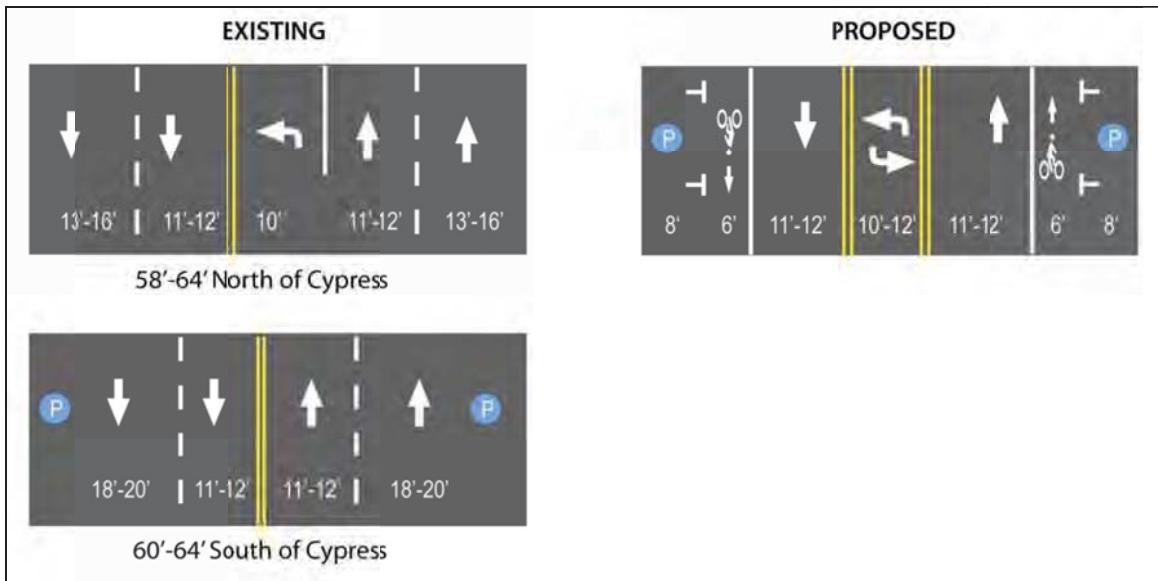 EXISTING
13'-16' 11'-12' 10' 11'-12' 13'-16'
58'-64' North of Cypress
P P
18'-20' 11'-12' 11'-12' 18'-20'
60'-64' South of Cypress
PROPOSED
P P
8' 6' 11'-12' 10'-12' 11'-12' 6' 8'